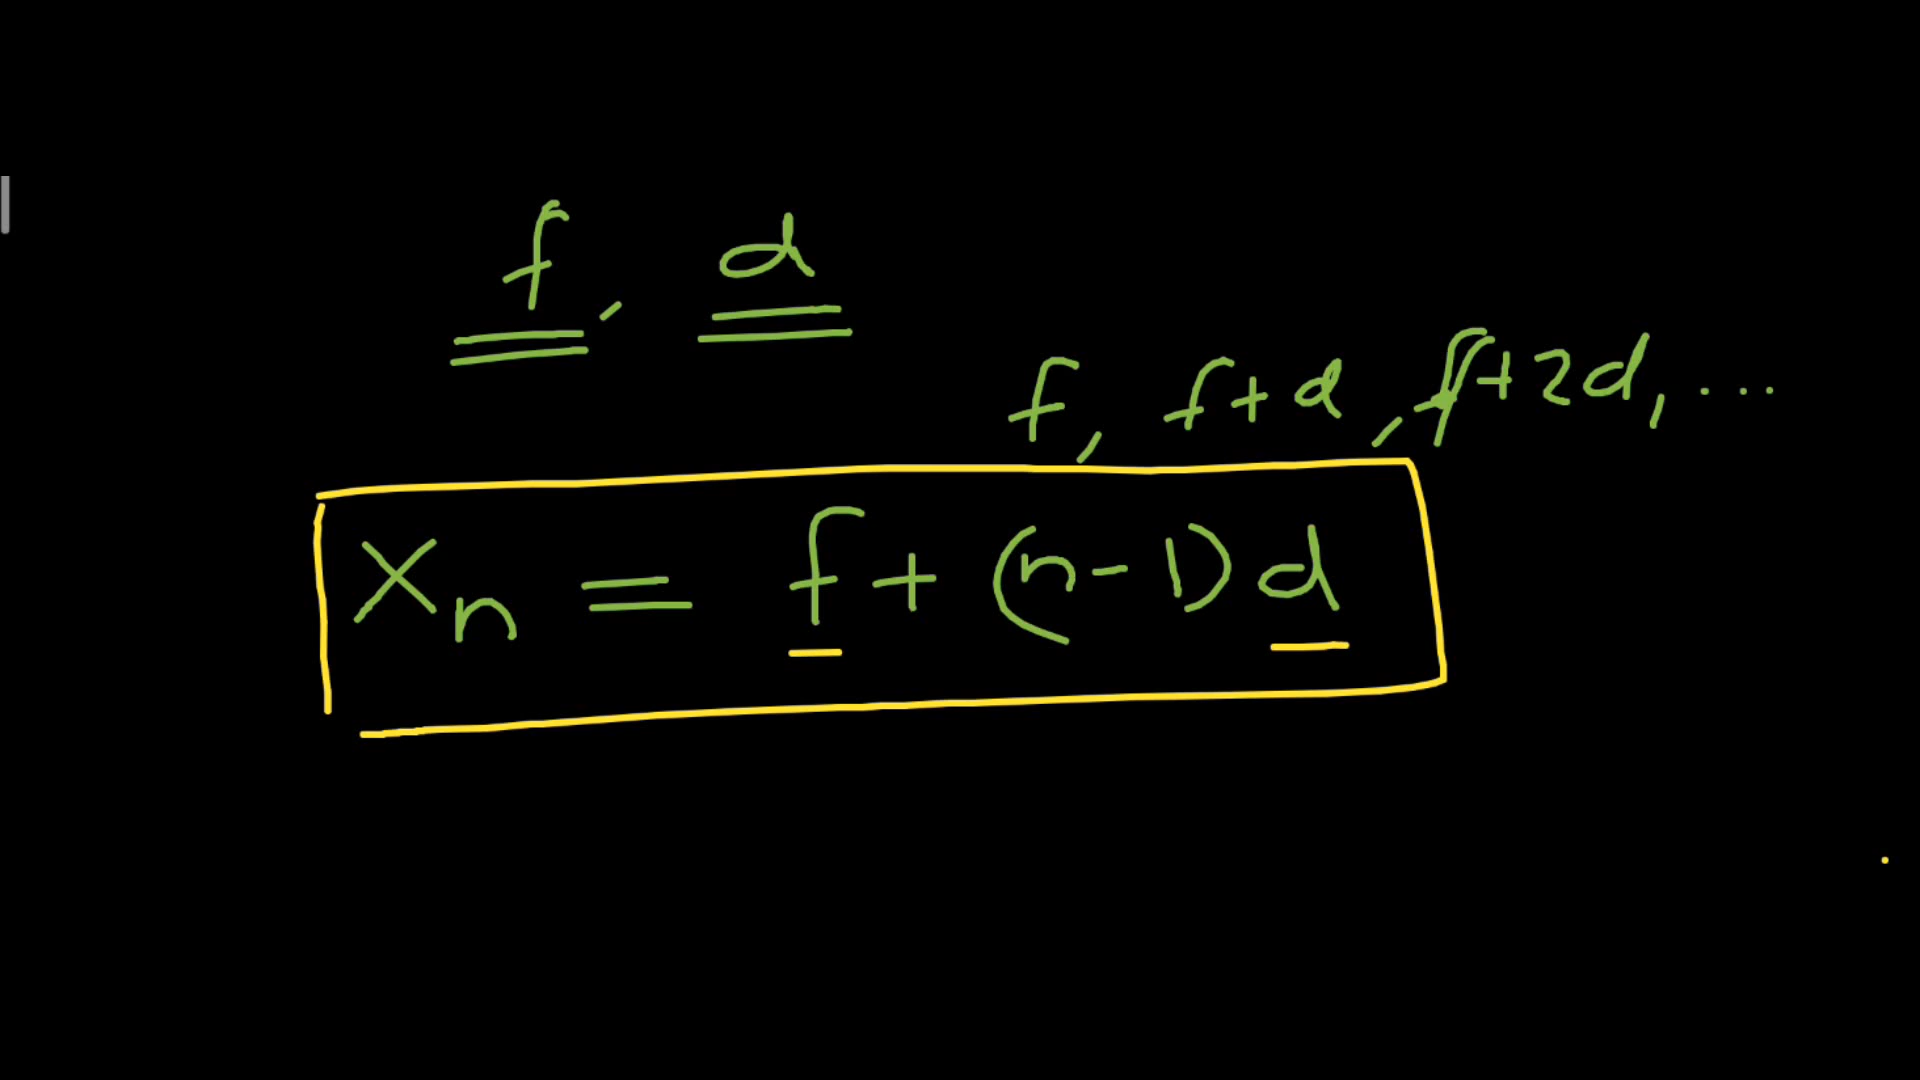 f, d
f, f+d, f+2d, ...
Xn = f + (n-1)d